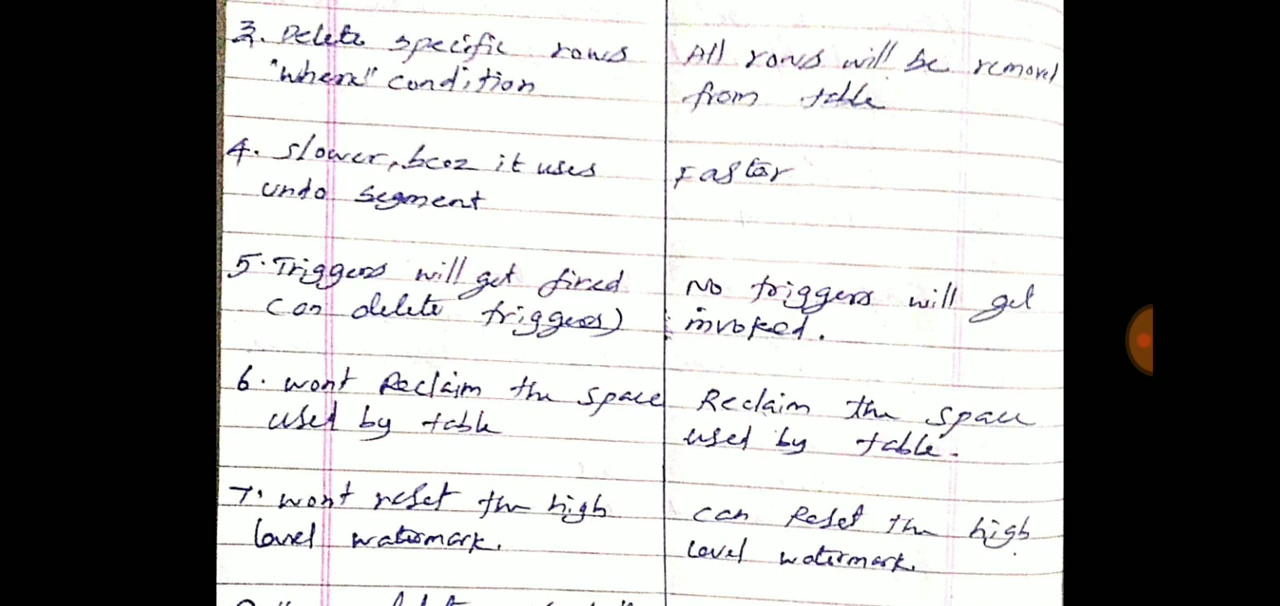 3. Delete specific rows
"where" condition
All rows will be removed
from table
4. slower, bcoz it uses
undo segment
Faster
5. Triggers will get fired
(on delete triggers)
No triggers will get
invoked.
6. wont Reclaim the space
used by table
Reclaim the space
used by table.
7. wont reset the high
level watermark.
can Reset the high
level watermark.